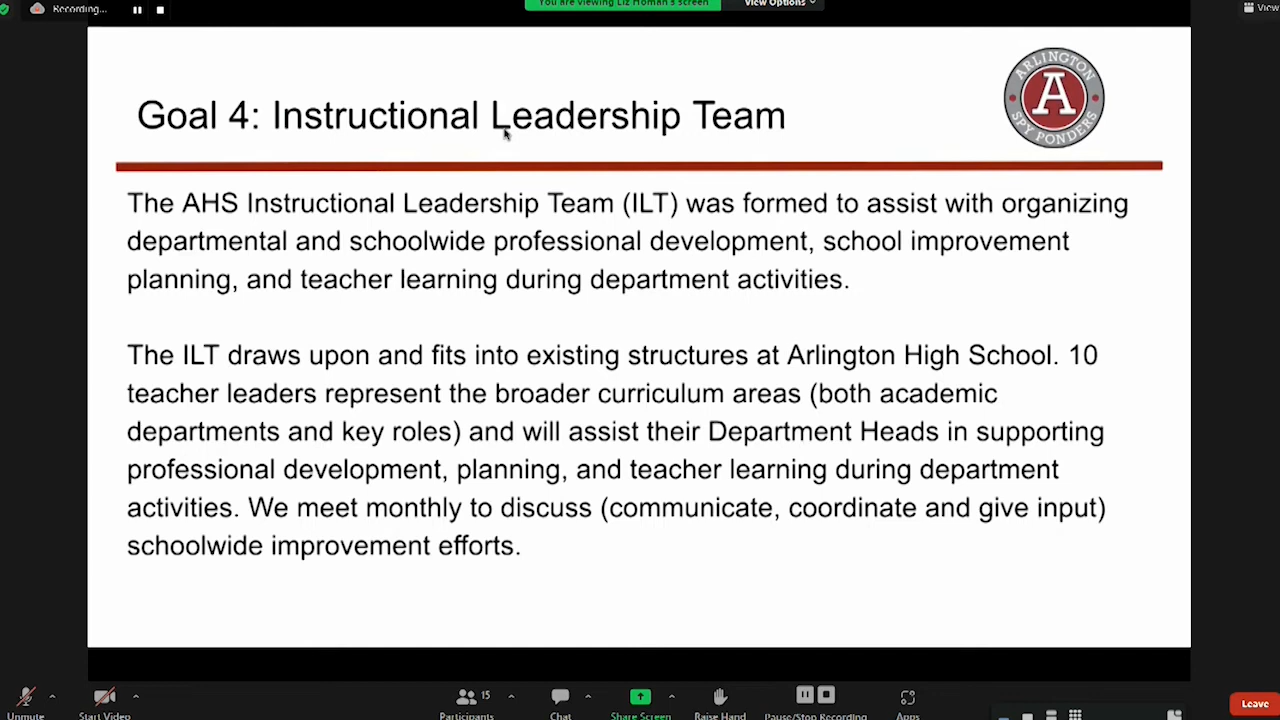 Recording...
You are viewing Liz Homan's screen
View Options
View
Goal 4: Instructional Leadership Team
ARLINGTON
A
SPY PONDERS
The AHS Instructional Leadership Team (ILT) was formed to assist with organizing
departmental and schoolwide professional development, school improvement
planning, and teacher learning during department activities.
The ILT draws upon and fits into existing structures at Arlington High School. 10
teacher leaders represent the broader curriculum areas (both academic
departments and key roles) and will assist their Department Heads in supporting
professional development, planning, and teacher learning during department
activities. We meet monthly to discuss (communicate, coordinate and give input)
schoolwide improvement efforts.
15
Unmute
Start Video
Participants
Chat
Share Screen
Raise Hand
Pause/Stop Recording
Apps
Leave